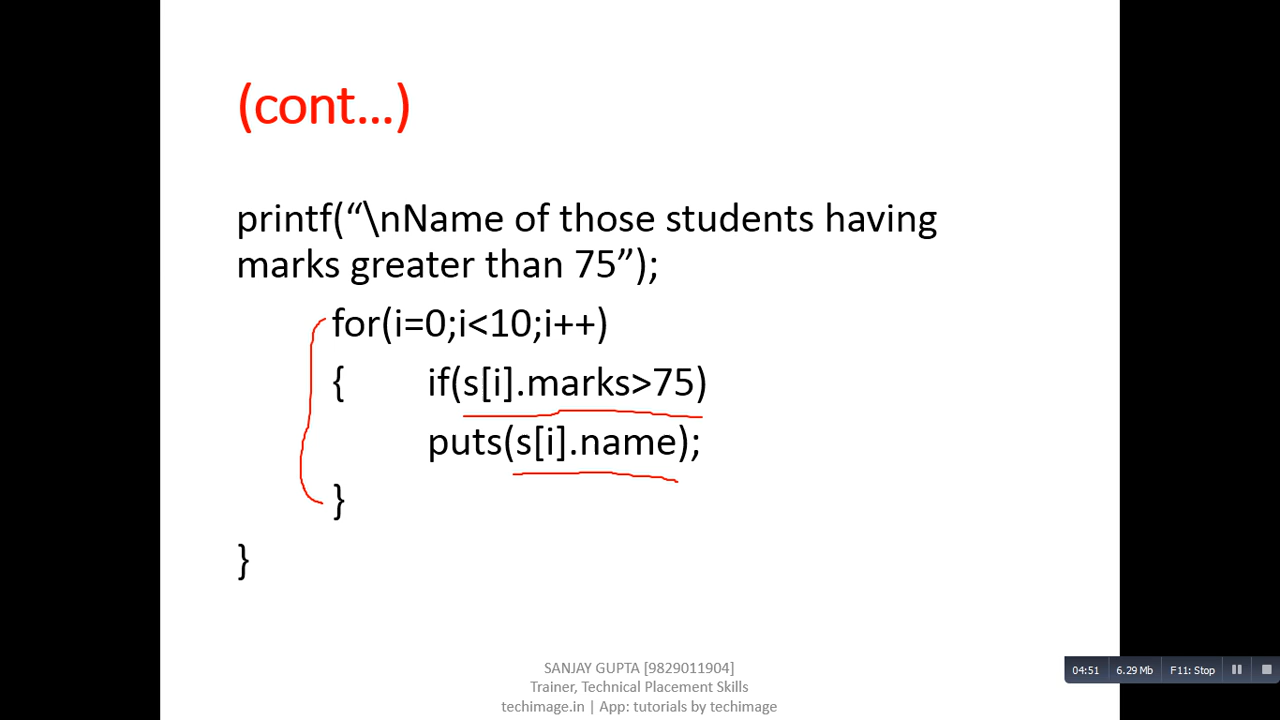 (cont…)
printf(“\nName of those students having
marks greater than 75”);
for(i=0;i<10;i++)
{ if(s[i].marks>75)
puts(s[i].name);
}
}
SANJAY GUPTA [9829011904]
Trainer, Technical Placement Skills
techimage.in | App: tutorials by techimage
04:51 6.29 Mb F11: Stop